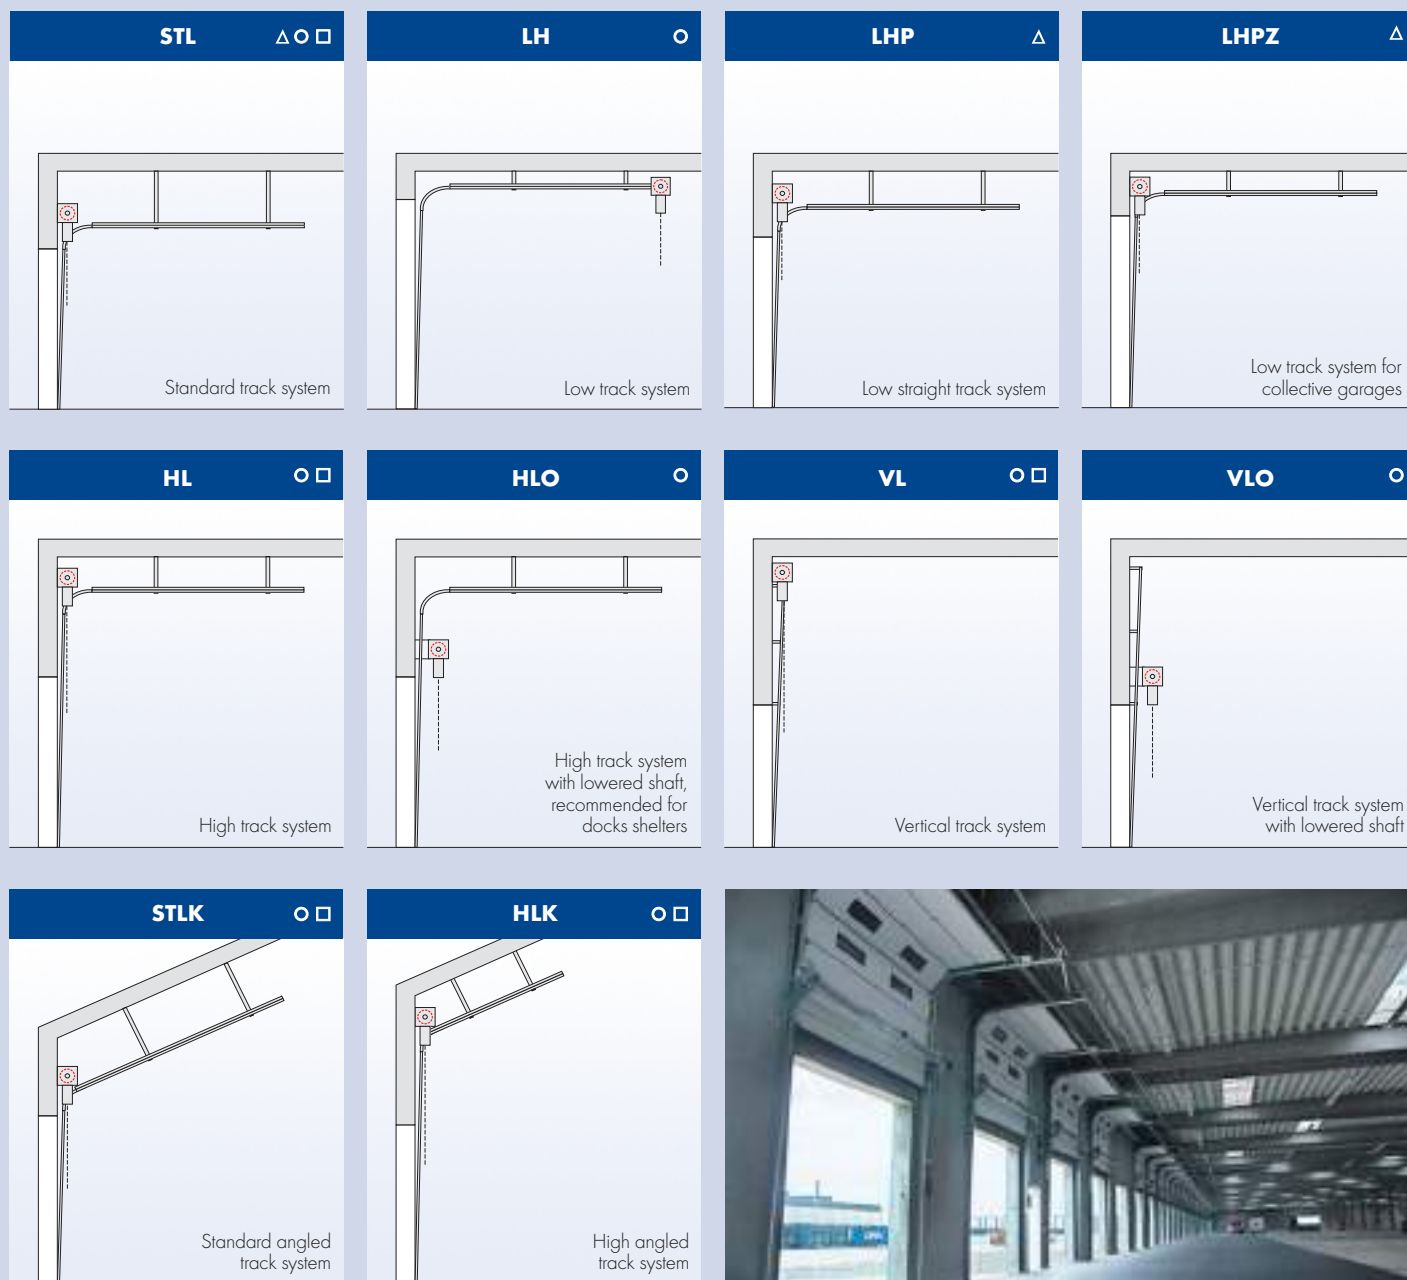 STL
Standard track system
LH
Low track system
LHP
Low straight track system
LHPZ
Low track system for
collective garages
HL
High track system
HLO
High track system
with lowered shaft,
recommended for
docks shelters
VL
Vertical track system
VLO
Vertical track system
with lowered shaft
STLK
Standard angled
track system
HLK
High angled
track system